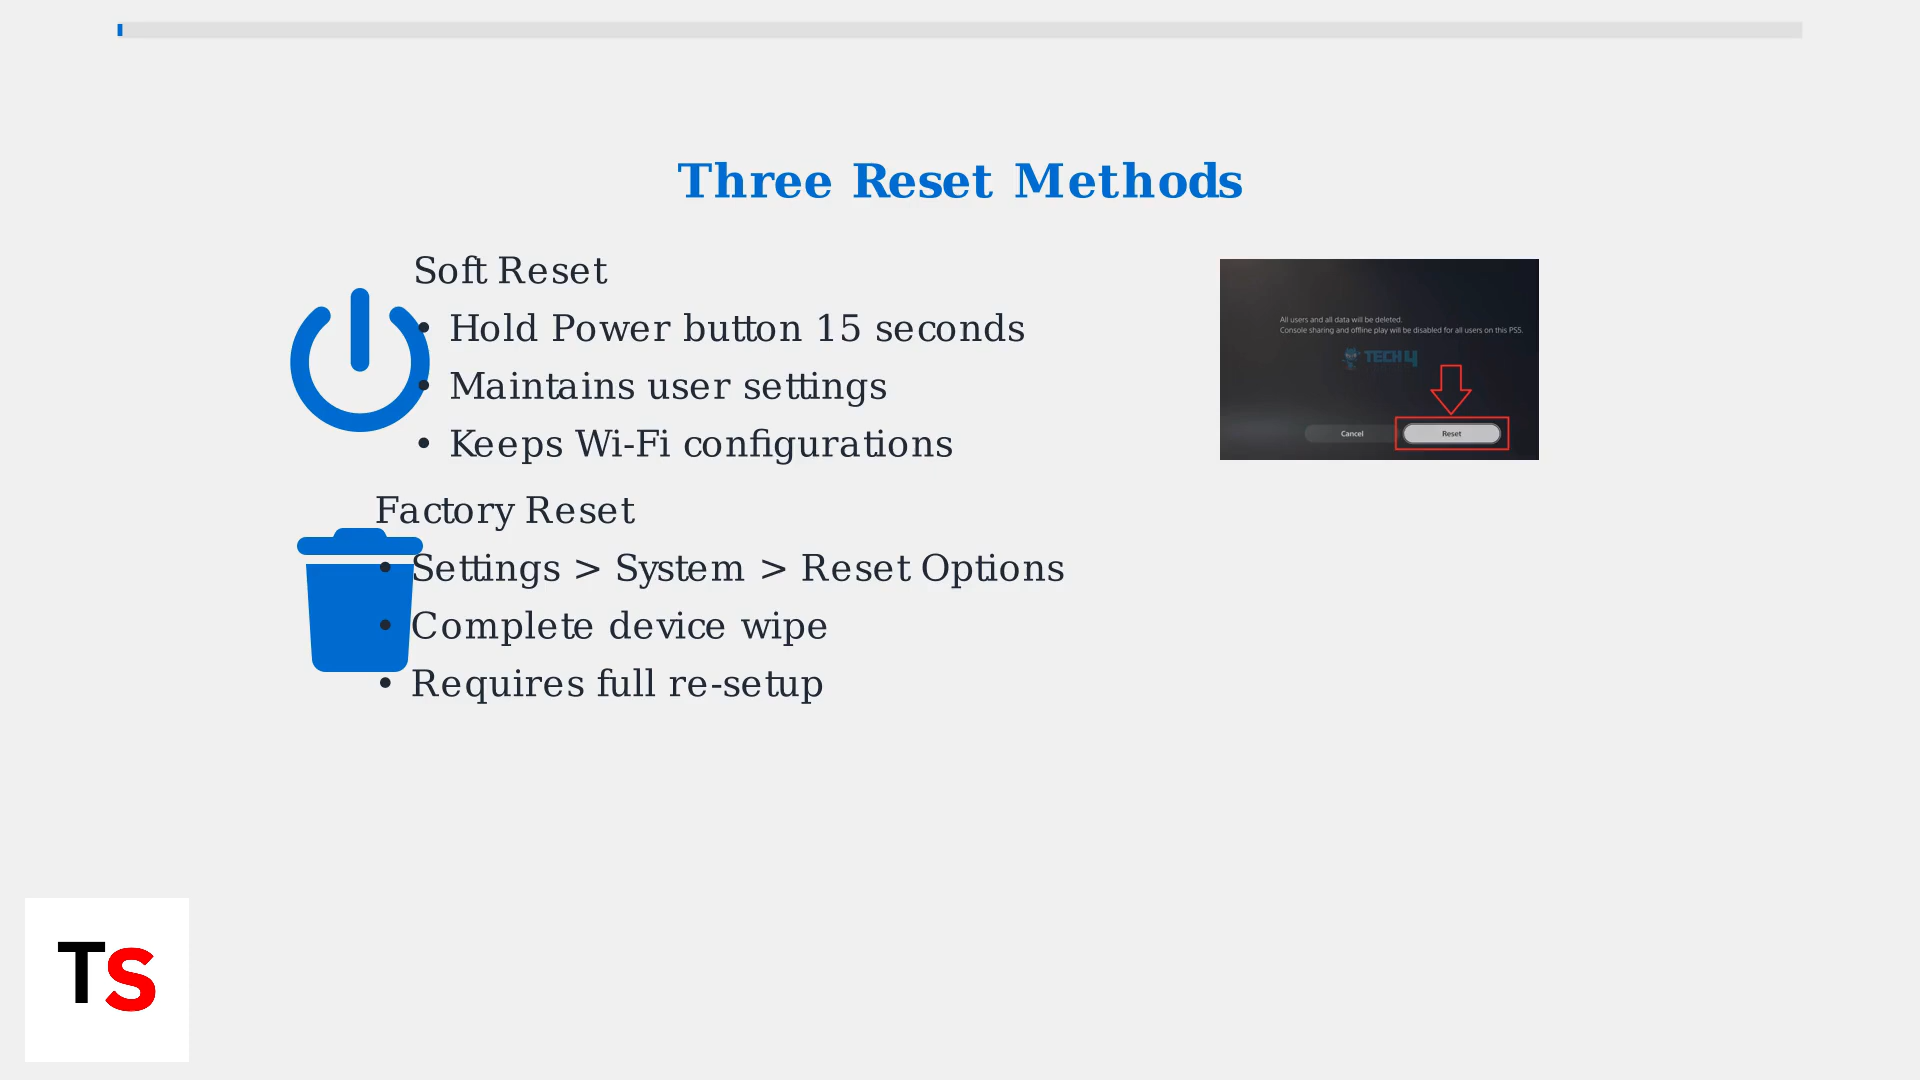 Three Reset Methods
Soft Reset
• Hold Power button 15 seconds
• Maintains user settings
• Keeps Wi-Fi configurations
All users and all data will be deleted.
Console sharing and offline play will be disabled for all users on this PS5.
TECH4
Cancel
Reset
Factory Reset
• Settings > System > Reset Options
• Complete device wipe
• Requires full re-setup
TS